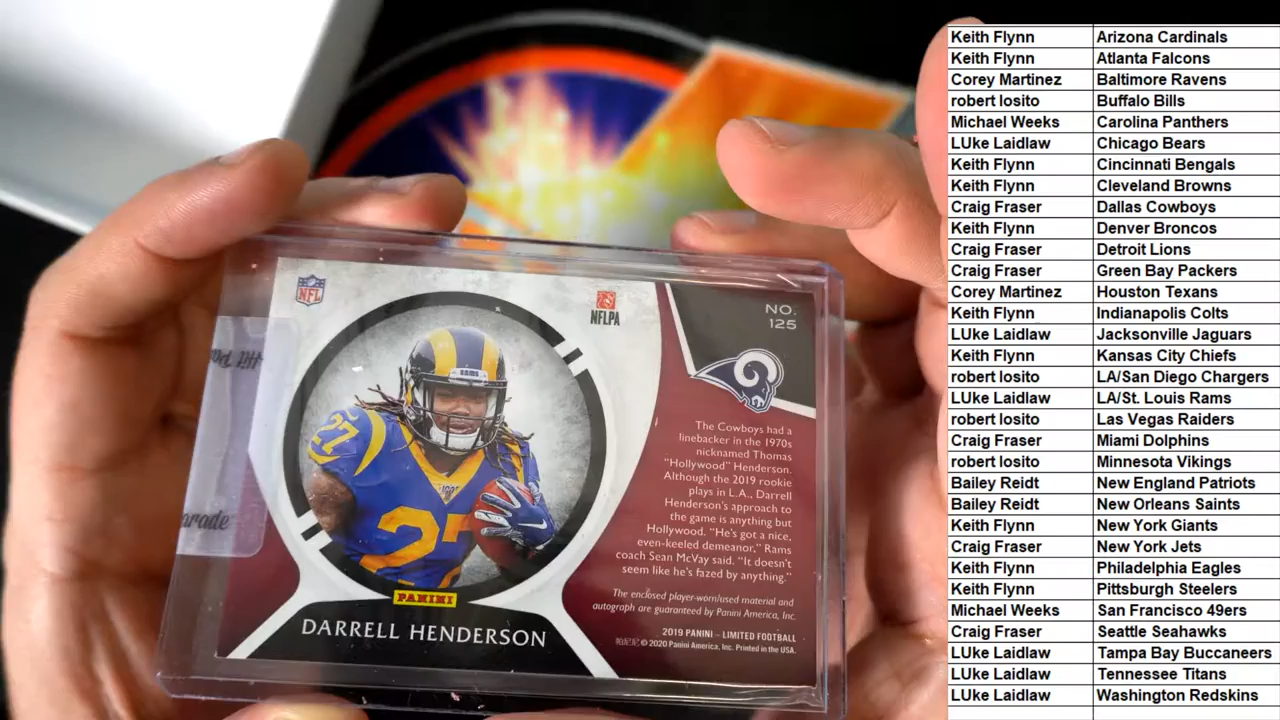 Keith Flynn Arizona Cardinals
Keith Flynn Atlanta Falcons
Corey Martinez Baltimore Ravens
robert losito Buffalo Bills
Michael Weeks Carolina Panthers
LUke Laidlaw Chicago Bears
Keith Flynn Cincinnati Bengals
Keith Flynn Cleveland Browns
Craig Fraser Dallas Cowboys
Keith Flynn Denver Broncos
Craig Fraser Detroit Lions
Craig Fraser Green Bay Packers
Corey Martinez Houston Texans
Keith Flynn Indianapolis Colts
LUke Laidlaw Jacksonville Jaguars
Keith Flynn Kansas City Chiefs
robert losito LA/San Diego Chargers
LUke Laidlaw LA/St. Louis Rams
robert losito Las Vegas Raiders
Craig Fraser Miami Dolphins
robert losito Minnesota Vikings
Bailey Reidt New England Patriots
Bailey Reidt New Orleans Saints
Keith Flynn New York Giants
Craig Fraser New York Jets
Keith Flynn Philadelphia Eagles
Keith Flynn Pittsburgh Steelers
Michael Weeks San Francisco 49ers
Craig Fraser Seattle Seahawks
LUke Laidlaw Tampa Bay Buccaneers
LUke Laidlaw Tennessee Titans
LUke Laidlaw Washington Redskins
NFL
NFLPA
NO.
125
RAMS
27
27
The Cowboys had a
linebacker in the 1970s
nicknamed Thomas
"Hollywood" Henderson.
Although the 2019 rookie
plays in L.A., Darrell
Henderson's approach to
the game is anything but
Hollywood. "He's got a nice,
even-keeled demeanor," Rams
coach Sean McVay said. "It doesn't
seem like he's fazed by anything."
The enclosed player-worn/used material and
autograph are guaranteed by Panini America, Inc.
2019 PANINI – LIMITED FOOTBALL
© 2020 Panini America, Inc. Printed in the USA.
PANINI
DARRELL HENDERSON